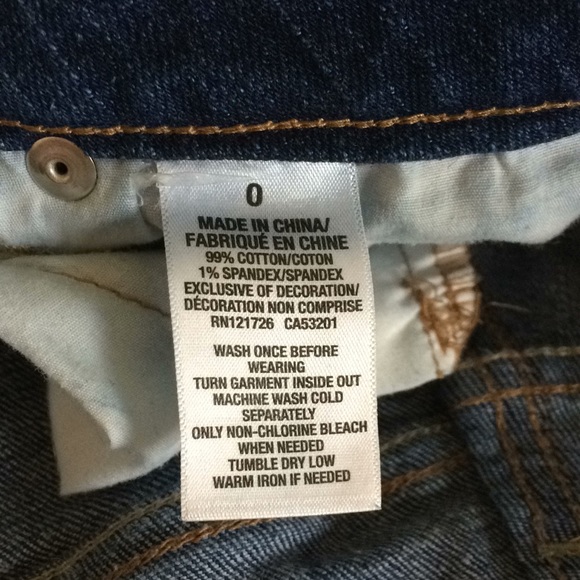 0
MADE IN CHINA/
FABRIQUÉ EN CHINE
99% COTTON/COTON
1% SPANDEX/SPANDEX
EXCLUSIVE OF DECORATION/
DÉCORATION NON COMPRISE
RN121726 CA53201
WASH ONCE BEFORE
WEARING
TURN GARMENT INSIDE OUT
MACHINE WASH COLD
SEPARATELY
ONLY NON-CHLORINE BLEACH
WHEN NEEDED
TUMBLE DRY LOW
WARM IRON IF NEEDED